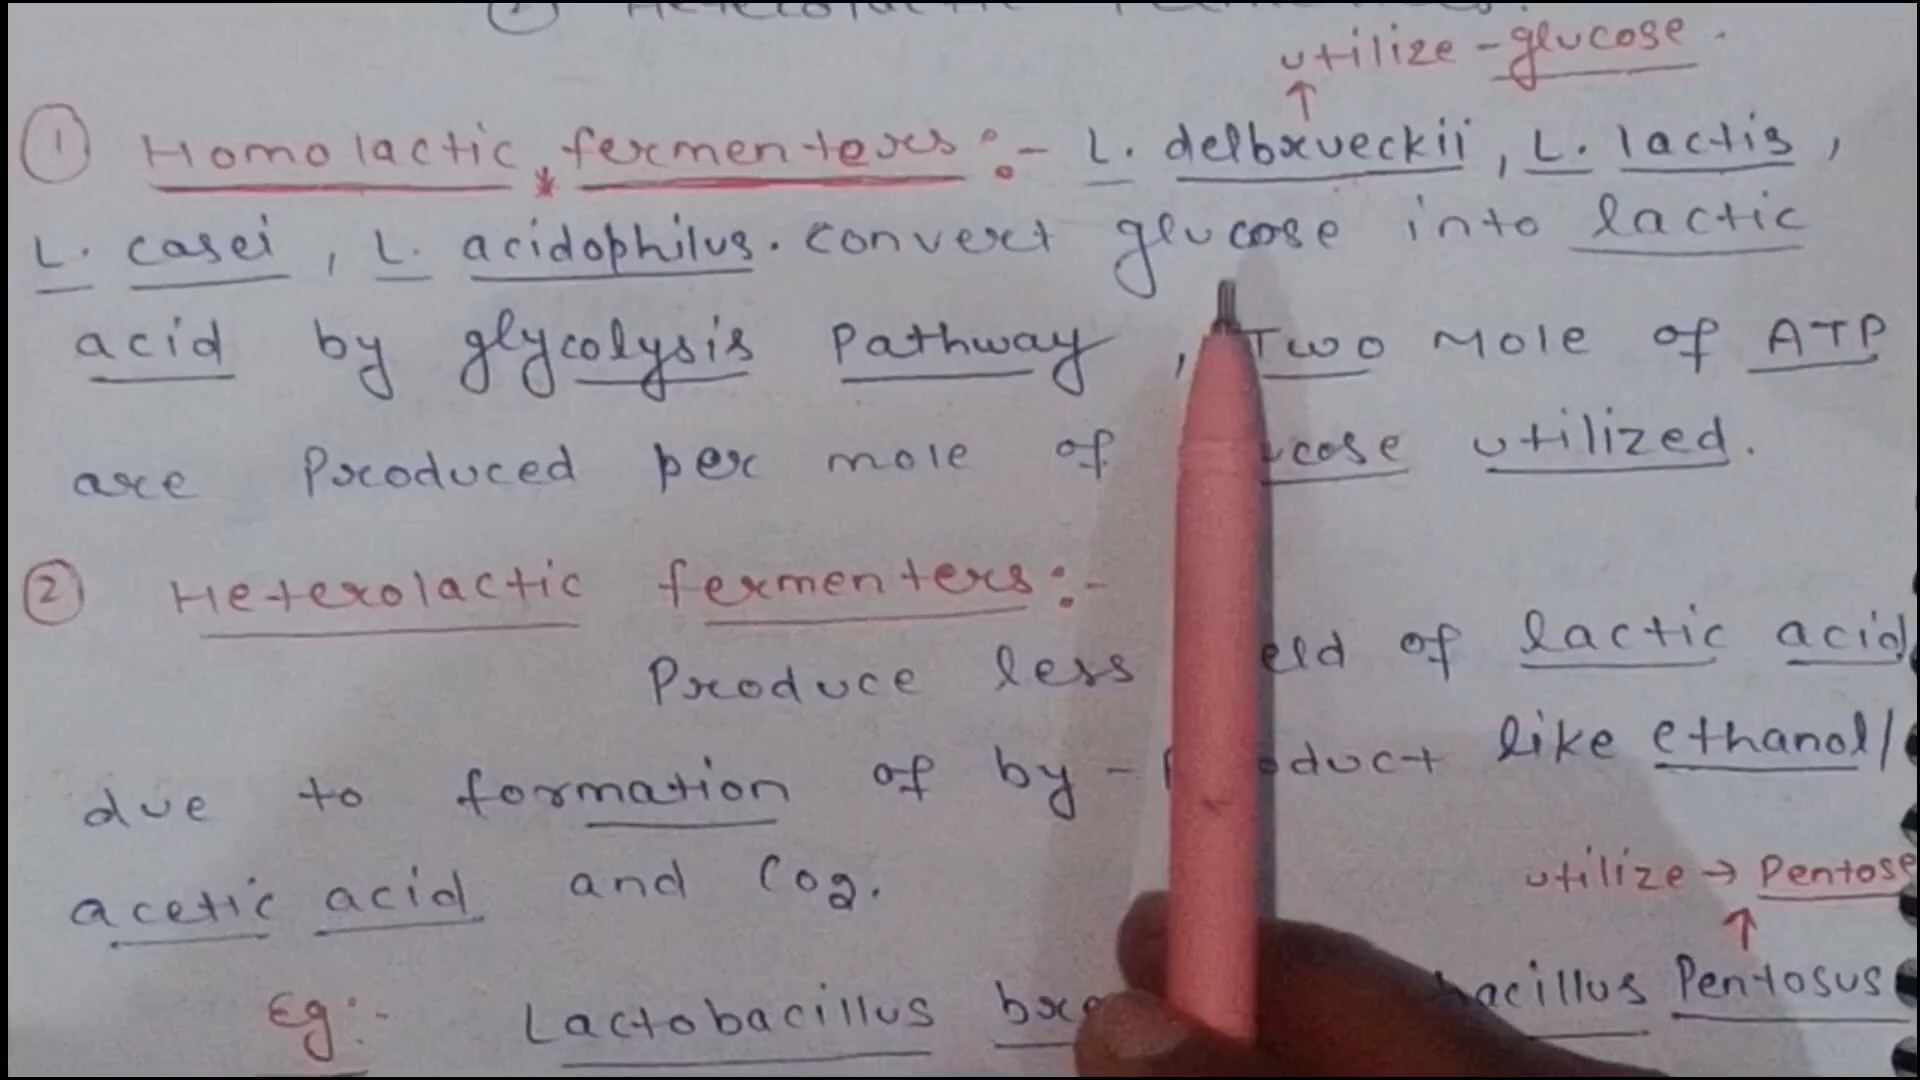 utilize - glucose.
① Homolactic fermenters :- L. delbrueckii, L. lactis,
L. casei, L. acidophilus. convert glucose into lactic
acid by glycolysis Pathway, Two Mole of ATP
are Produced per mole of cose utilized.
② Heterolactic fermenters :-
Produce less eld of lactic acid
due to formation of by - duct like ethanol/
acetic acid and CO2.
utilize → Pentose
Eg :- Lactobacillus acillus Pentosus